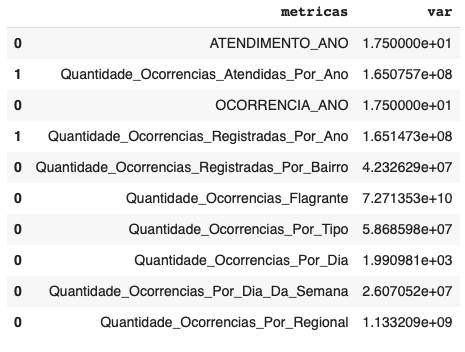 metricas var
0 ATENDIMENTO_ANO 1.750000e+01
1 Quantidade_Ocorrencias_Atendidas_Por_Ano 1.650757e+08
0 OCORRENCIA_ANO 1.750000e+01
1 Quantidade_Ocorrencias_Registradas_Por_Ano 1.651473e+08
0 Quantidade_Ocorrencias_Registradas_Por_Bairro 4.232629e+07
0 Quantidade_Ocorrencias_Flagrante 7.271353e+10
0 Quantidade_Ocorrencias_Por_Tipo 5.868598e+07
0 Quantidade_Ocorrencias_Por_Dia 1.990981e+03
0 Quantidade_Ocorrencias_Por_Dia_Da_Semana 2.607052e+07
0 Quantidade_Ocorrencias_Por_Regional 1.133209e+09